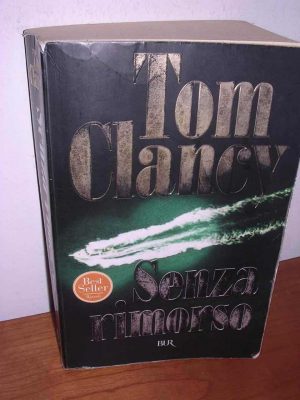 Tom
Clancy
Best
Seller
Senza
rimorso
BUR